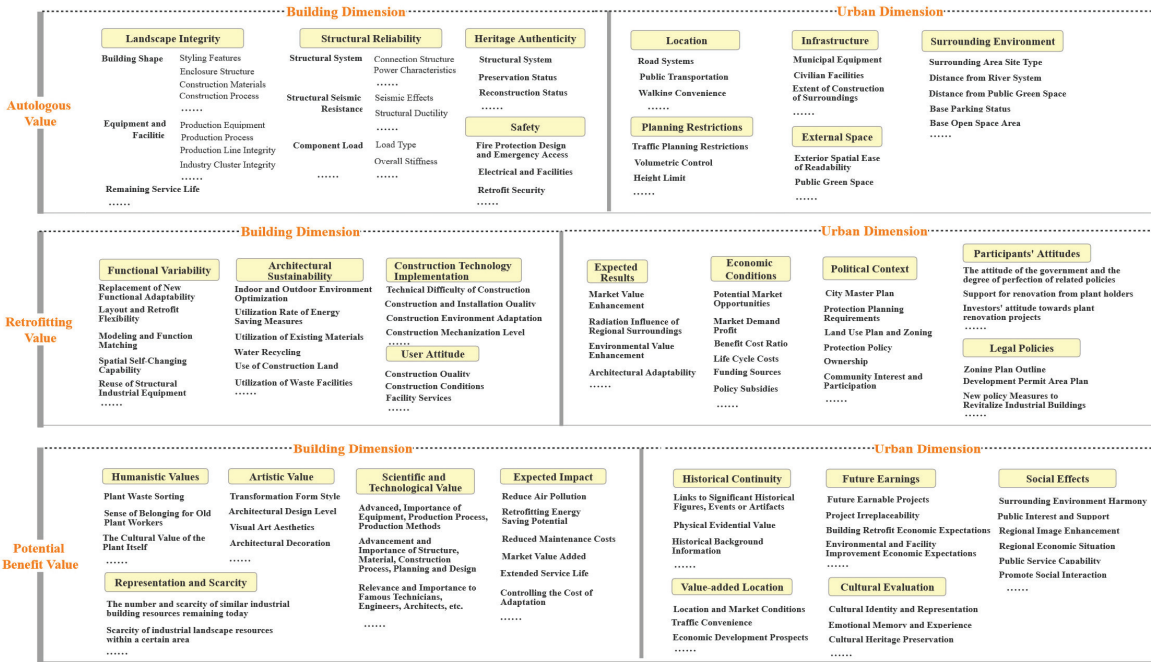 Building Dimension
Urban Dimension
Autologous
Value
Landscape Integrity
Building Shape
Styling Features
Enclosure Structure
Construction Materials
Construction Process
......
Equipment and
Facilitie
Production Equipment
Production Process
Production Line Integrity
Industry Cluster Integrity
......
Remaining Service Life
......
Structural Reliability
Structural System
Connection Structure
Power Characteristics
......
Structural Seismic
Resistance
Seismic Effects
Structural Ductility
......
Component Load
Load Type
Overall Stiffness
......
......
Heritage Authenticity
Structural System
Preservation Status
Reconstruction Status
......
Safety
Fire Protection Design
and Emergency Access
Electrical and Facilities
Retrofit Security
......
Location
Road Systems
Public Transportation
Walking Convenience
......
Planning Restrictions
Traffic Planning Restrictions
Volumetric Control
Height Limit
......
Infrastructure
Municipal Equipment
Civilian Facilities
Extent of Construction
of Surroundings
......
External Space
Exterior Spatial Ease
of Readability
Public Green Space
......
Surrounding Environment
Surrounding Area Site Type
Distance from River System
Distance from Public Green Space
Base Parking Status
Base Open Space Area
......
Building Dimension
Urban Dimension
Retrofitting
Value
Functional Variability
Replacement of New
Functional Adaptability
Layout and Retrofit
Flexibility
Modeling and Function
Matching
Spatial Self-Changing
Capability
Reuse of Structural
Industrial Equipment
......
Architectural
Sustainability
Indoor and Outdoor Environment
Optimization
Utilization Rate of Energy
Saving Measures
Utilization of Existing Materials
Water Recycling
Use of Construction Land
Utilization of Waste Facilities
......
Construction Technology
Implementation
Technical Difficulty of Construction
Construction and Installation Quality
Construction Environment Adaptation
Construction Mechanization Level
......
User Attitude
Construction Quality
Construction Conditions
Facility Services
......
Expected
Results
Market Value
Enhancement
Radiation Influence of
Regional Surroundings
Environmental Value
Enhancement
Architectural Adaptability
......
Economic
Conditions
Potential Market
Opportunities
Market Demand
Profit
Benefit Cost Ratio
Life Cycle Costs
Funding Sources
Policy Subsidies
......
Political Context
City Master Plan
Protection Planning
Requirements
Land Use Plan and Zoning
Protection Policy
Ownership
Community Interest and
Participation
......
Participants' Attitudes
The attitude of the government and the
degree of perfection of related policies
Support for renovation from plant holders
Investors' attitude towards plant
renovation projects
......
Legal Policies
Zoning Plan Outline
Development Permit Area Plan
New policy Measures to
Revitalize Industrial Buildings
......
Building Dimension
Urban Dimension
Potential
Benefit Value
Humanistic Values
Plant Waste Sorting
Sense of Belonging for Old
Plant Workers
The Cultural Value of the
Plant Itself
......
Artistic Value
Transformation Form Style
Architectural Design Level
Visual Art Aesthetics
Architectural Decoration
......
Representation and Scarcity
The number and scarcity of similar industrial
building resources remaining today
Scarcity of industrial landscape resources
within a certain area
......
Scientific and
Technological Value
Advanced, Importance of
Equipment, Production Process,
Production Methods
Advancement and
Importance of Structure,
Material, Construction
Process, Planning and Design
Relevance and Importance to
Famous Technicians,
Engineers, Architects, etc.
......
Expected Impact
Reduce Air Pollution
Retrofitting Energy
Saving Potential
Reduced Maintenance Costs
Market Value Added
Extended Service Life
Controlling the Cost of
Adaptation
......
Historical Continuity
Links to Significant Historical
Figures, Events or Artifacts
Physical Evidential Value
Historical Background
Information
......
Value-added Location
Location and Market Conditions
Traffic Convenience
Economic Development Prospects
......
Future Earnings
Future Earnable Projects
Project Irreplaceability
Building Retrofit Economic Expectations
Environmental and Facility
Improvement Economic Expectations
......
Cultural Evaluation
Cultural Identity and Representation
Emotional Memory and Experience
Cultural Heritage Preservation
......
Social Effects
Surrounding Environment Harmony
Public Interest and Support
Regional Image Enhancement
Regional Economic Situation
Public Service Capability
Promote Social Interaction
......